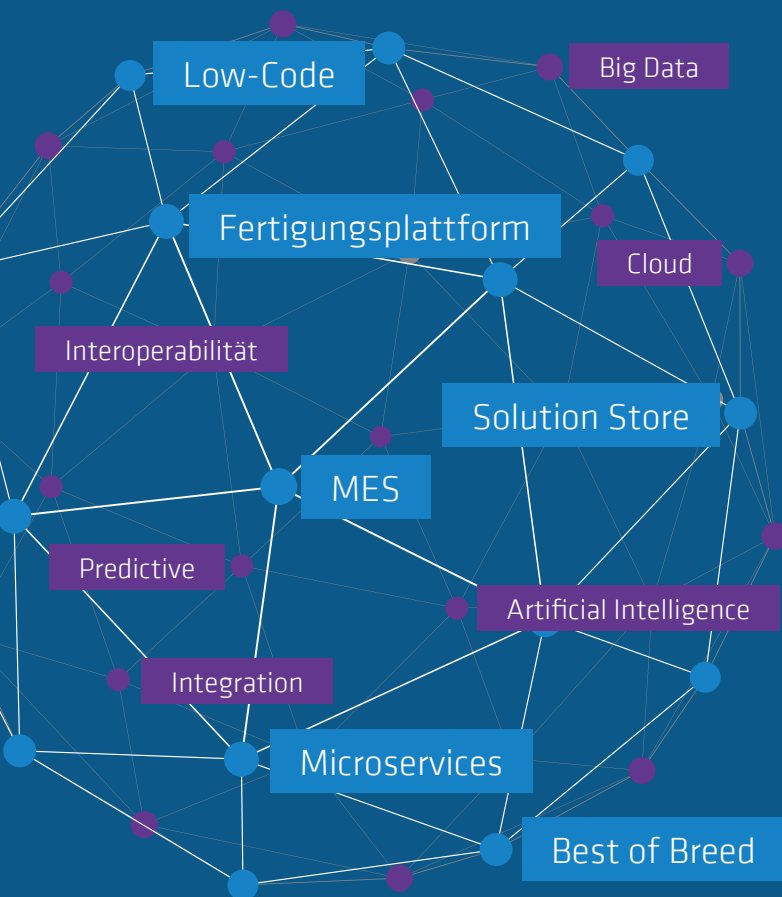 Low-Code
Big Data
Fertigungsplattform
Cloud
Interoperabilität
Solution Store
MES
Predictive
Artificial Intelligence
Integration
Microservices
Best of Breed